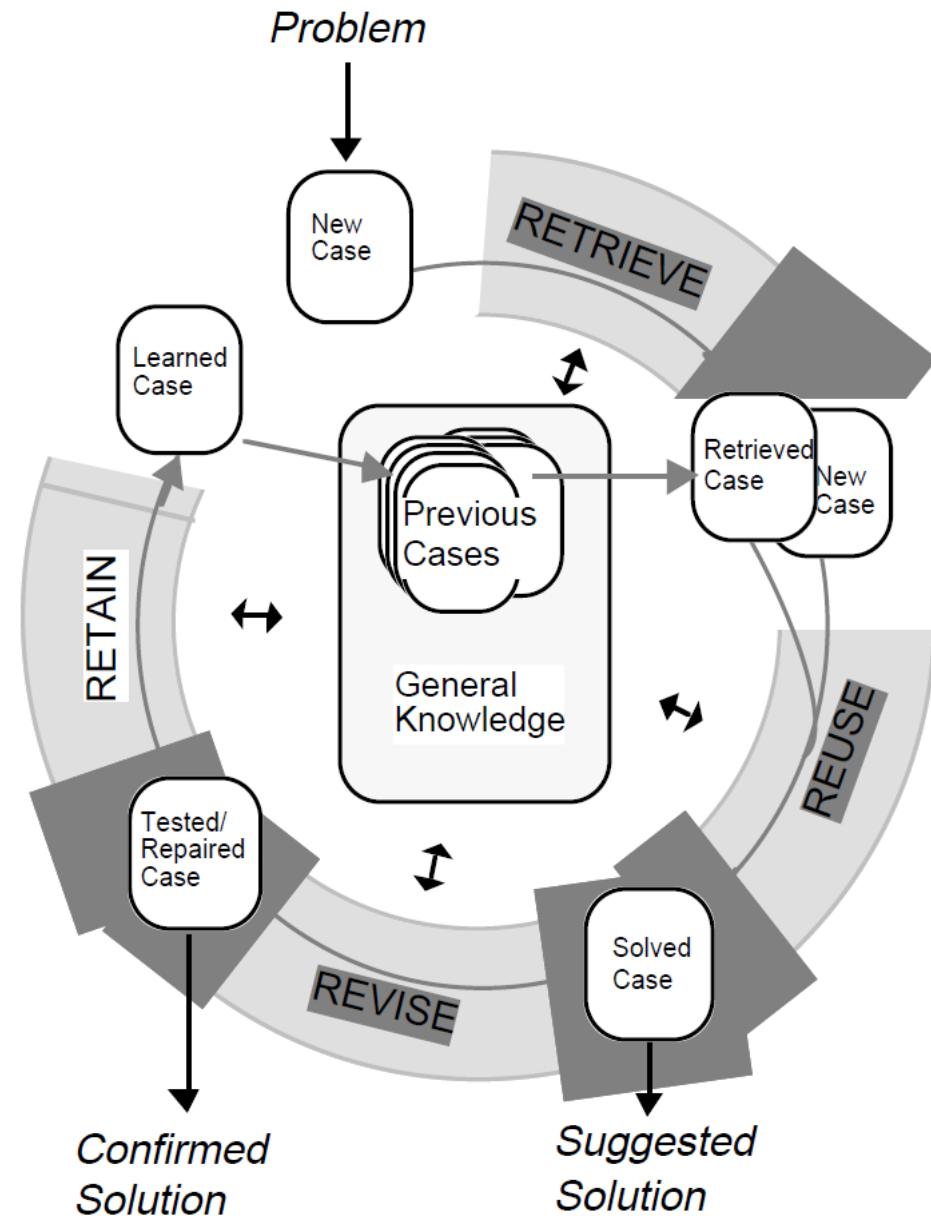 Problem
New
Case
RETRIEVE
Learned
Case
Retrieved
Case
New
Case
Previous
Cases
RETAIN
General
Knowledge
REUSE
Tested/
Repaired
Case
Solved
Case
REVISE
Confirmed
Solution
Suggested
Solution